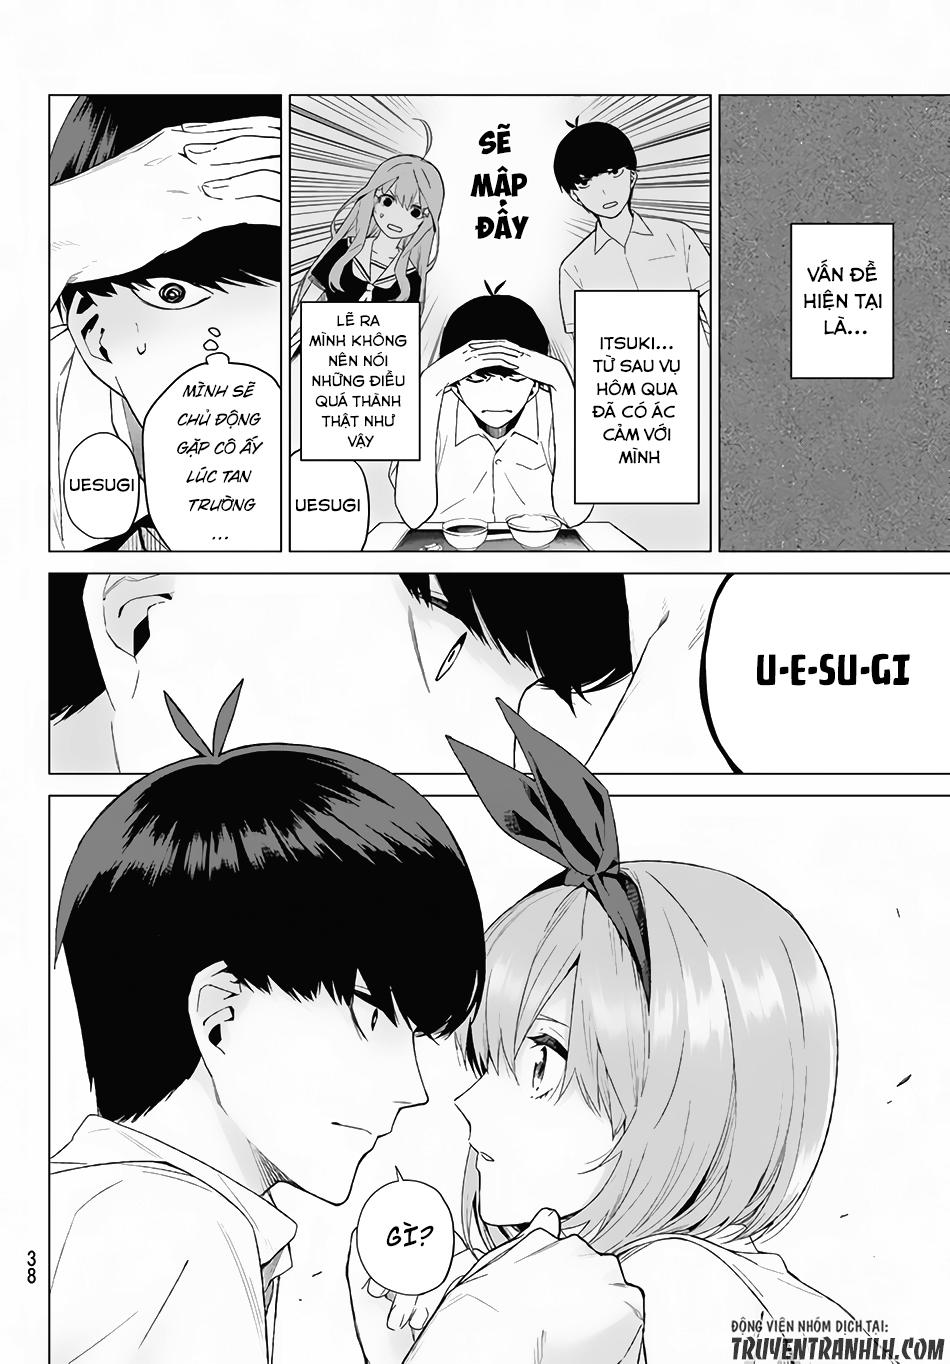 VẤN ĐỀ
HIỆN TẠI
LÀ...
SẼ
MẬP
ĐẤY
ITSUKI...
TỪ SAU VỤ
HÔM QUA
ĐÃ CÓ ÁC
CẢM VỚI
MÌNH
LẼ RA
MÌNH KHÔNG
NÊN NÓI
NHỮNG ĐIỀU
QUÁ THÀNH
THẬT NHƯ
VẬY
UESUGI
MÌNH SẼ
CHỦ ĐỘNG
GẶP CÔ ẤY
LÚC TAN
TRƯỜNG
...
UESUGI
U-E-SU-GI
GÌ?
38
ĐỘNG VIÊN NHÓM DỊCH TẠI:
TRUYENTRANHLH.COM